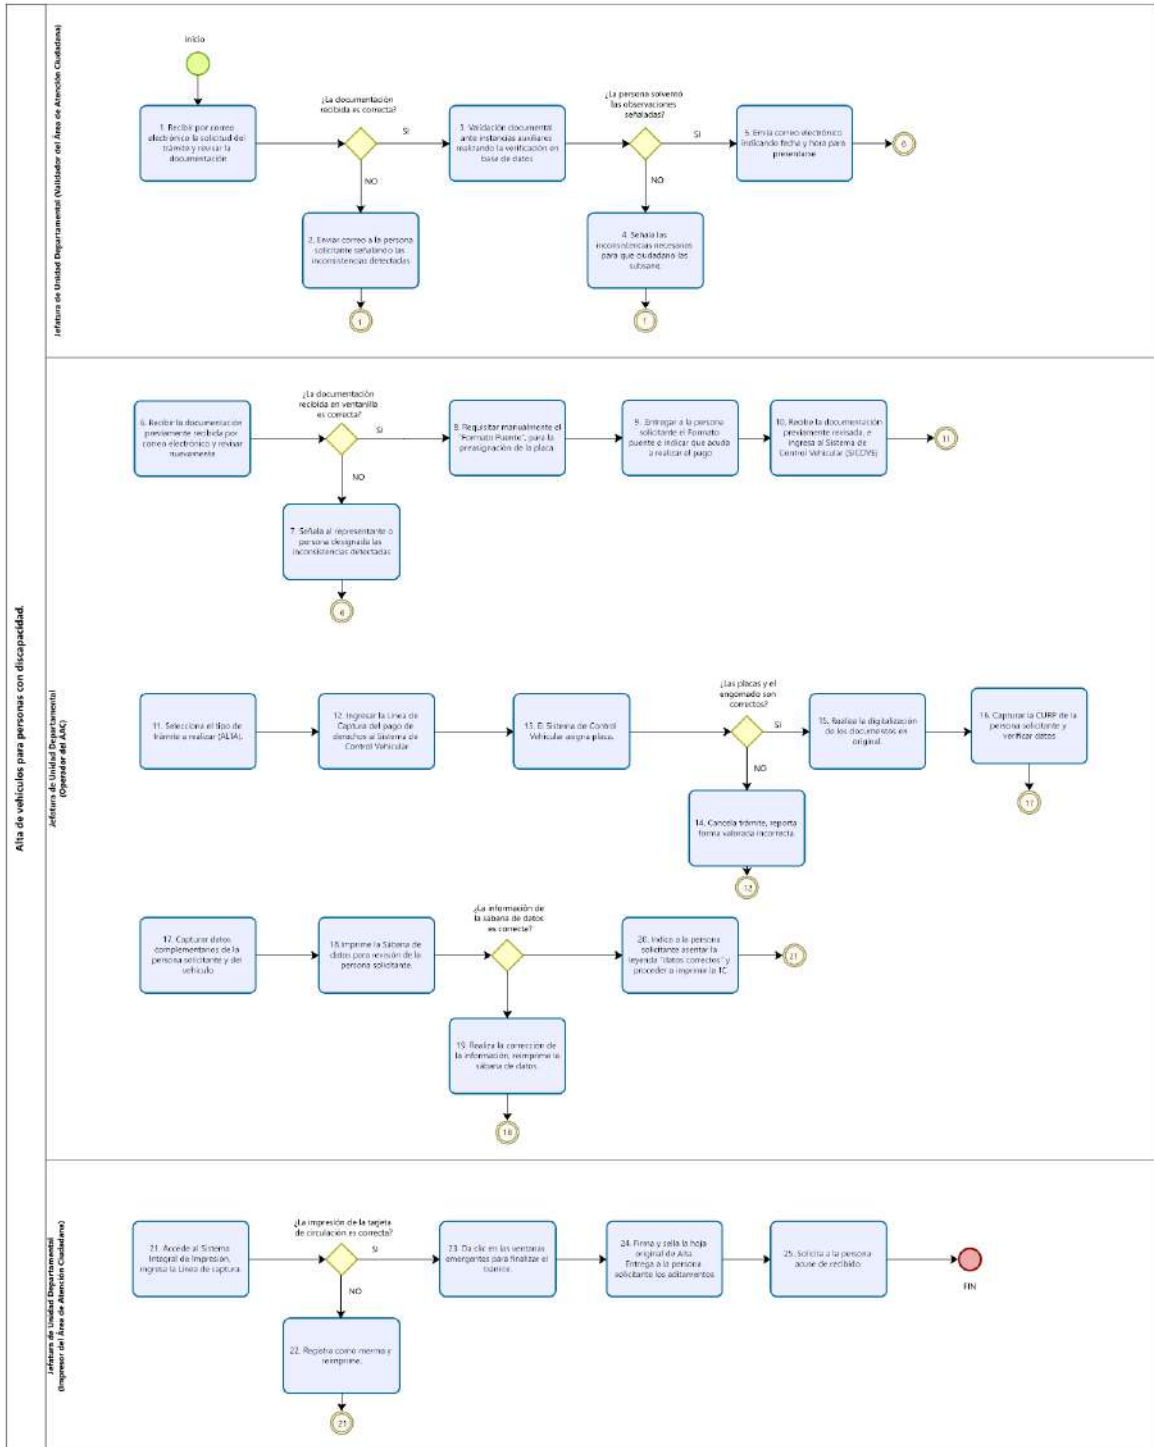 Alta de vehículos para personas con discapacidad.
Jefatura de Unidad Departamental (Validador del Área de Atención Ciudadana)
inicio
1. Recibir por correo
electrónico la solicitud del
trámite y revisar la
documentación
¿La documentación
recibida es correcta?
SI
NO
2. Enviar correo a la persona
solicitante señalando las
inconsistencias detectadas
1
3. Validación documental
ante instancias auxiliares
realizando la verificación en
base de datos
¿La persona solventó
las observaciones
señaladas?
SI
NO
4. Señala las
inconsistencias necesarias
para que ciudadano las
subsane.
1
5. Envía correo electrónico
indicando fecha y hora para
presentarse
6
Jefatura de Unidad Departamental
(Operador del AAC)
6. Recibir la documentación
previamente recibida por
correo electrónico y revisar
nuevamente
¿La documentación
recibida en ventanilla
es correcta?
SI
NO
7. Señala al representante o
persona designada las
inconsistencias detectadas
6
8. Requisitar manualmente el
"Formato Puente", para la
preasignación de la placa
9. Entregar a la persona
solicitante el Formato
puente e indicar que acuda
a realizar el pago
10. Recibe la documentación
previamente revisada, e
ingresa al Sistema de
Control Vehicular (SICOVE)
11
11. Selecciona el tipo de
trámite a realizar (ALTA).
12. Ingresar la Línea de
Captura del pago de
derechos al Sistema de
Control Vehicular
13. El Sistema de Control
Vehicular asigna placa.
¿Las placas y el
engomado son
correctos?
SI
NO
14. Cancela trámite, reporta
forma valorada incorrecta.
12
15. Realiza la digitalización
de los documentos en
original.
16. Capturar la CURP de la
persona solicitante y
verificar datos
17
17. Capturar datos
complementarios de la
persona solicitante y del
vehículo
18. Imprime la Sábana de
datos para revisión de la
persona solicitante.
¿La información de
la sábana de datos
es correcta?
19. Realiza la corrección de
la información, reimprime la
sábana de datos.
18
20. Indica a la persona
solicitante asentar la
leyenda "datos correctos" y
proceder a imprimir la TC
21
Jefatura de Unidad Departamental
(Impresor del Área de Atención Ciudadana)
21. Accede al Sistema
Integral de Impresión,
ingresa la Línea de captura.
¿La impresión de la tarjeta
de circulación es correcta?
SI
NO
22. Registra como merma y
reimprime.
21
23. Da clic en las ventanas
emergentes para finalizar el
trámite.
24. Firma y sella la hoja
original de Alta
Entrega a la persona
solicitante los aditamentos
25. Solicita a la persona
acuse de recibido.
FIN